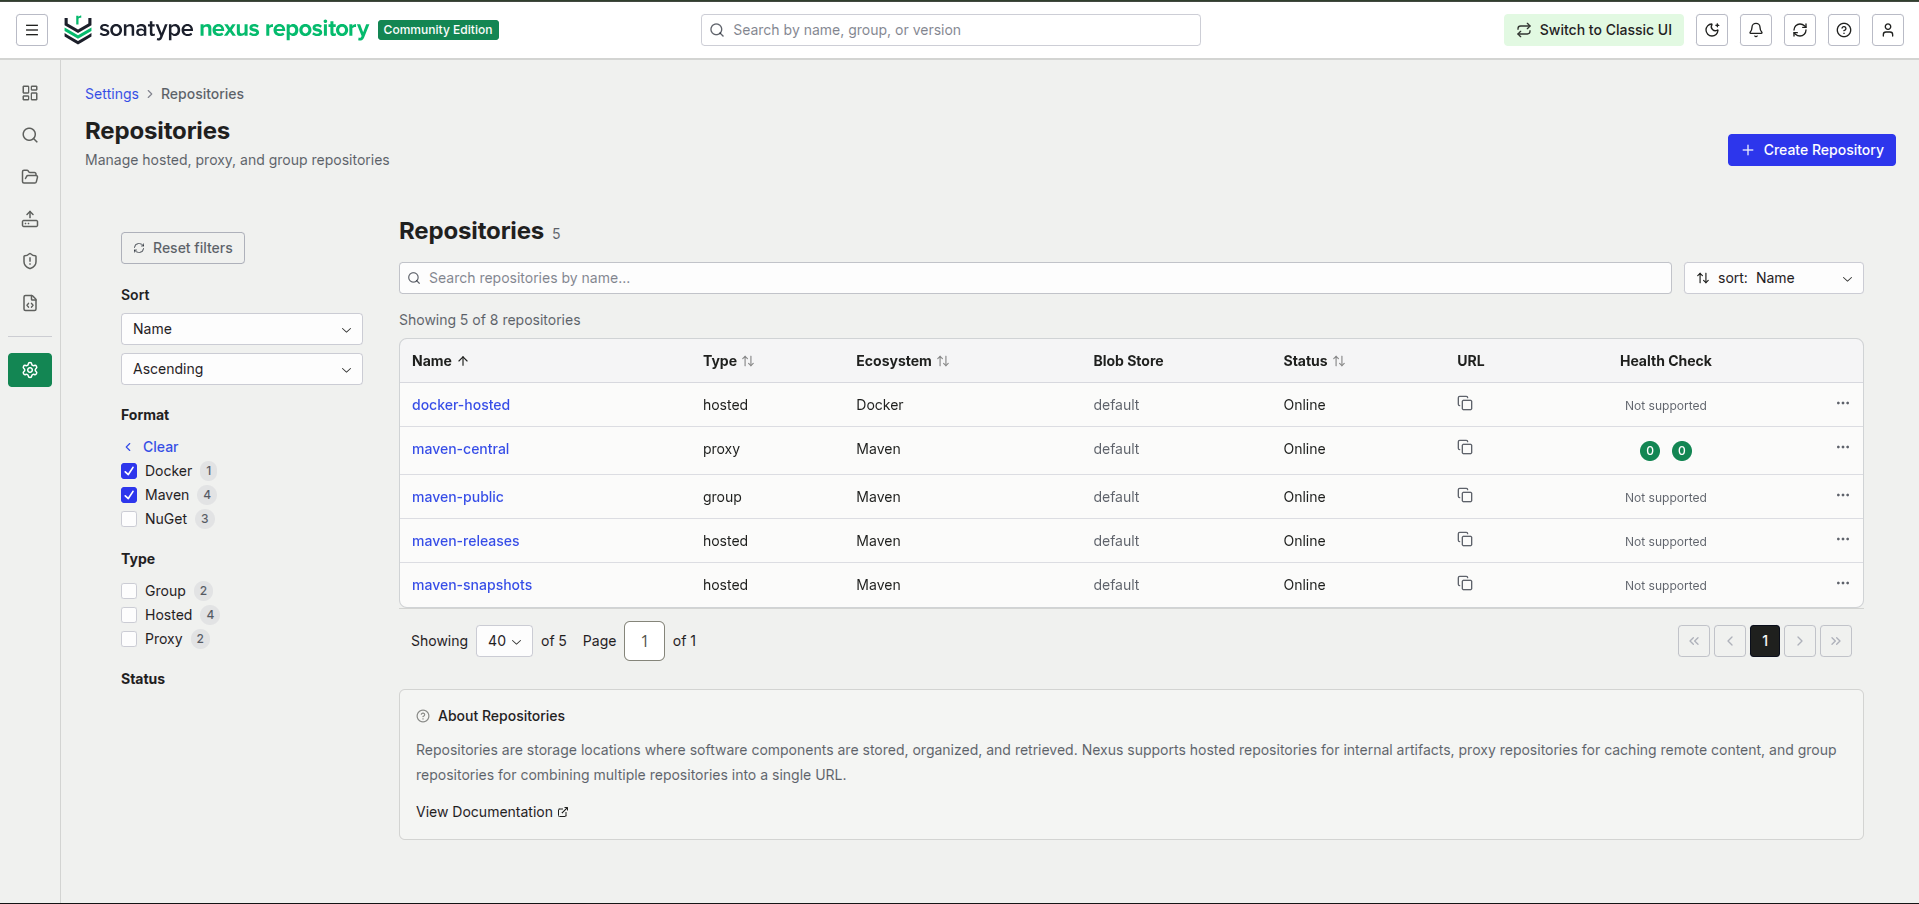 sonatype nexus repository Community Edition
Search by name, group, or version
Switch to Classic UI
Settings > Repositories
Repositories
Manage hosted, proxy, and group repositories
Create Repository
Reset filters
Sort
Name
Ascending
Format
Clear
Docker 1
Maven 4
NuGet 3
Type
Group 2
Hosted 4
Proxy 2
Status
Repositories 5
Search repositories by name...
sort: Name
Showing 5 of 8 repositories
Name Type Ecosystem Blob Store Status URL Health Check
docker-hosted hosted Docker default Online Not supported
maven-central proxy Maven default Online 0 0
maven-public group Maven default Online Not supported
maven-releases hosted Maven default Online Not supported
maven-snapshots hosted Maven default Online Not supported
Showing 40 of 5 Page 1 of 1
« ‹ 1 › »
About Repositories
Repositories are storage locations where software components are stored, organized, and retrieved. Nexus supports hosted repositories for internal artifacts, proxy repositories for caching remote content, and group
repositories for combining multiple repositories into a single URL.
View Documentation